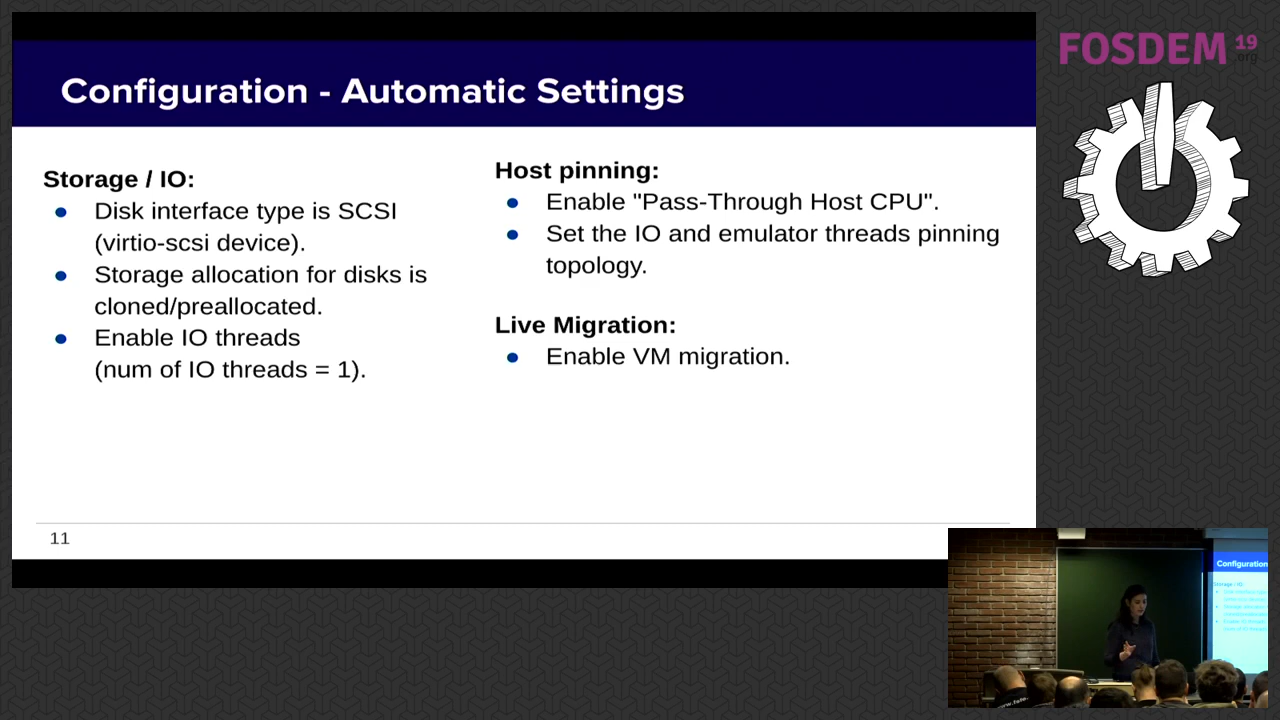 Configuration - Automatic Settings
Storage / IO:
● Disk interface type is SCSI
(virtio-scsi device).
● Storage allocation for disks is
cloned/preallocated.
● Enable IO threads
(num of IO threads = 1).
Host pinning:
● Enable "Pass-Through Host CPU".
● Set the IO and emulator threads pinning
topology.
Live Migration:
● Enable VM migration.
11
FOSDEM 19
.org
Configuration
Storage / IO: